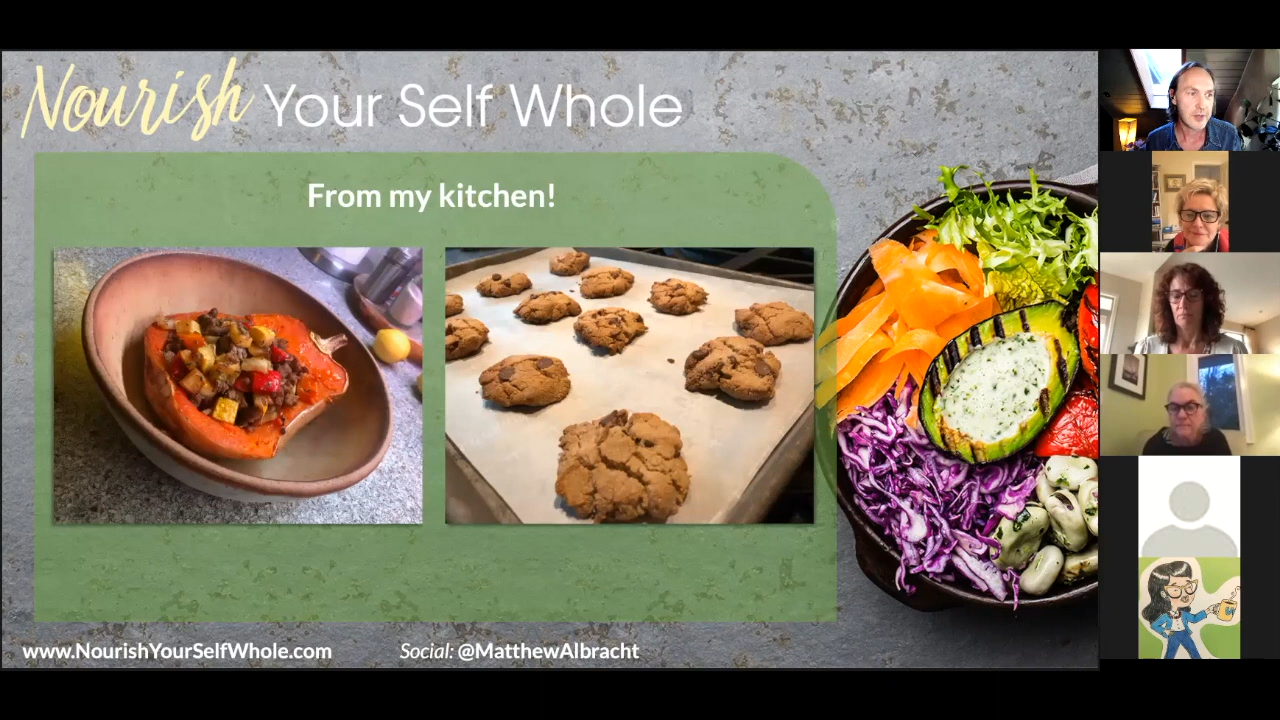 Nourish Your Self Whole
From my kitchen!
www.NourishYourSelfWhole.com
Social: @MatthewAlbracht